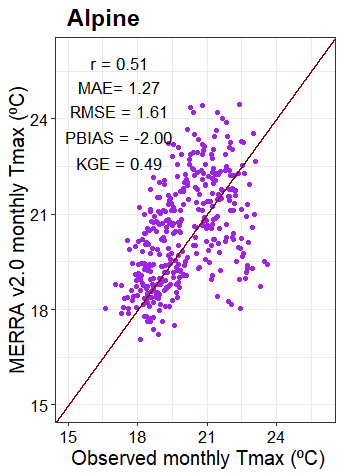 Alpine
r = 0.51
MAE= 1.27
RMSE = 1.61
PBIAS = -2.00
KGE = 0.49
MERRA v2.0 monthly Tmax (ºC)
24
21
18
15
15 18 21 24
Observed monthly Tmax (ºC)